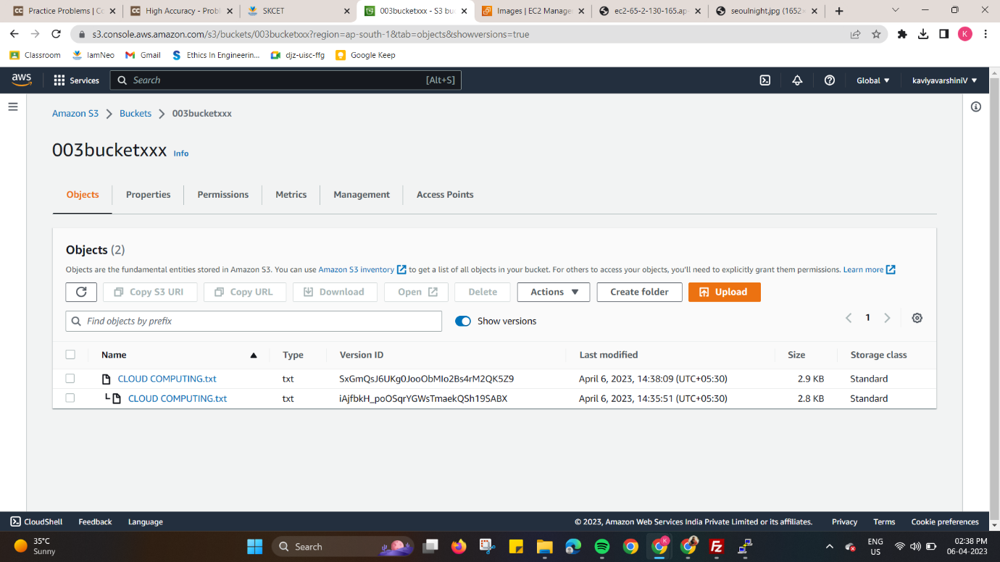 Practice Problems | Co
High Accuracy - Probl
SKCET
003bucketxxx - S3 bu
Images | EC2 Manage
ec2-65-2-130-165.ap-
seoulnight.jpg (1652×
s3.console.aws.amazon.com/s3/buckets/003bucketxxx?region=ap-south-1&tab=objects&showversions=true
K
Classroom
IamNeo
Gmail
Ethics In Engineerin...
djz-uisc-ffg
Google Keep
aws
Services
Search
[Alt+S]
Global
kaviyavarshiniV
Amazon S3
Buckets
003bucketxxx
003bucketxxx Info
Objects
Properties
Permissions
Metrics
Management
Access Points
Objects (2)
Objects are the fundamental entities stored in Amazon S3. You can use Amazon S3 inventory to get a list of all objects in your bucket. For others to access your objects, you'll need to explicitly grant them permissions. Learn more
Copy S3 URI
Copy URL
Download
Open
Delete
Actions
Create folder
Upload
Find objects by prefix
Show versions
1
Name Type Version ID Last modified Size Storage class
CLOUD COMPUTING.txt txt SxGmQsJ6UKg0JooObMIo2Bs4rM2QK5Z9 April 6, 2023, 14:38:09 (UTC+05:30) 2.9 KB Standard
CLOUD COMPUTING.txt txt iAjfbkH_poOSqrYGWsTmaekQSh19SABX April 6, 2023, 14:35:51 (UTC+05:30) 2.8 KB Standard
CloudShell
Feedback
Language
© 2023, Amazon Web Services India Private Limited or its affiliates.
Privacy
Terms
Cookie preferences
35°C
Sunny
Search
ENG
US
02:38 PM
06-04-2023